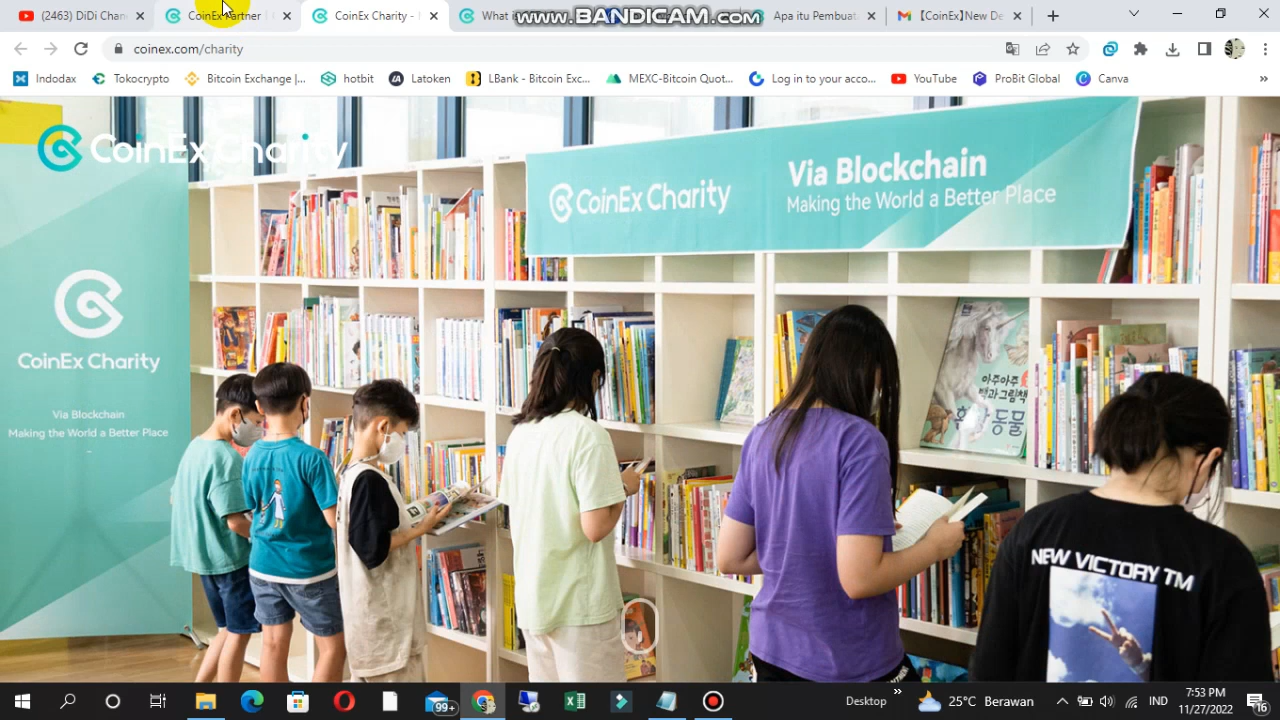 (2463) DiDi Chan
CoinEx Partner |
CoinEx Charity -
What is
Apa itu Pembuata
[CoinEx]New De
www.BANDICAM.com
coinex.com/charity
Indodax
Tokocrypto
Bitcoin Exchange |...
hotbit
Latoken
LBank - Bitcoin Exc...
MEXC-Bitcoin Quot...
Log in to your acco...
YouTube
ProBit Global
Canva
»
CoinEx Charity
CoinEx Charity
Via Blockchain
Making the World a Better Place
CoinEx Charity
Via Blockchain
Making the World a Better Place
NEW VICTORY TM
99+
Desktop
»
25°C Berawan
IND
7:53 PM
11/27/2022
16